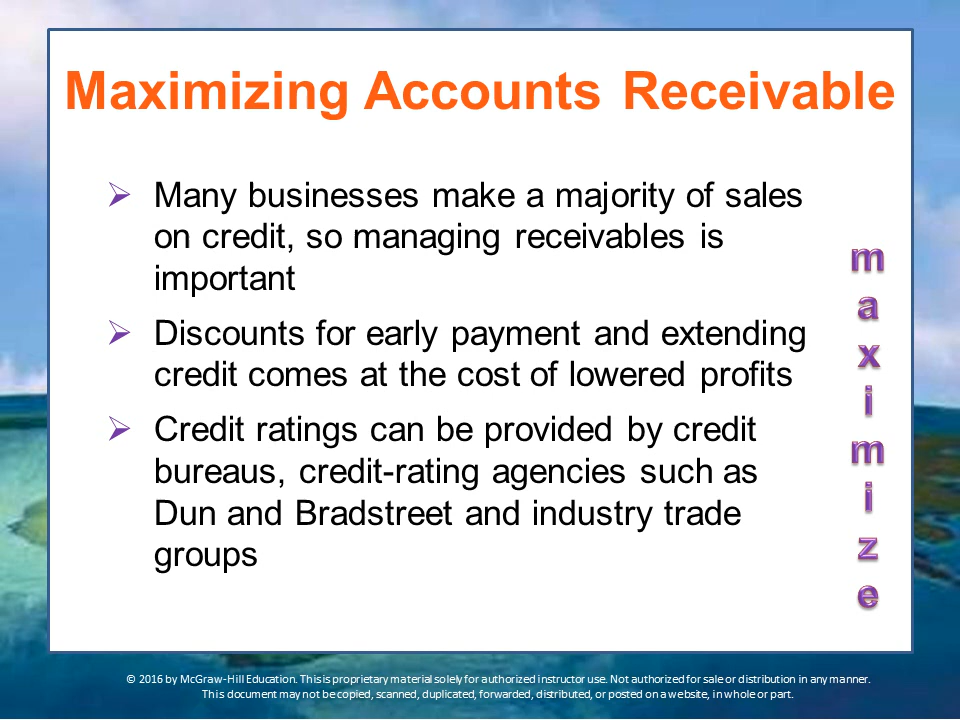 Maximizing Accounts Receivable
➢ Many businesses make a majority of sales
on credit, so managing receivables is
important
➢ Discounts for early payment and extending
credit comes at the cost of lowered profits
➢ Credit ratings can be provided by credit
bureaus, credit-rating agencies such as
Dun and Bradstreet and industry trade
groups
m
a
x
i
m
i
z
e
© 2016 by McGraw-Hill Education. This is proprietary material solely for authorized instructor use. Not authorized for sale or distribution in any manner.
This document may not be copied, scanned, duplicated, forwarded, distributed, or posted on a website, in whole or part.